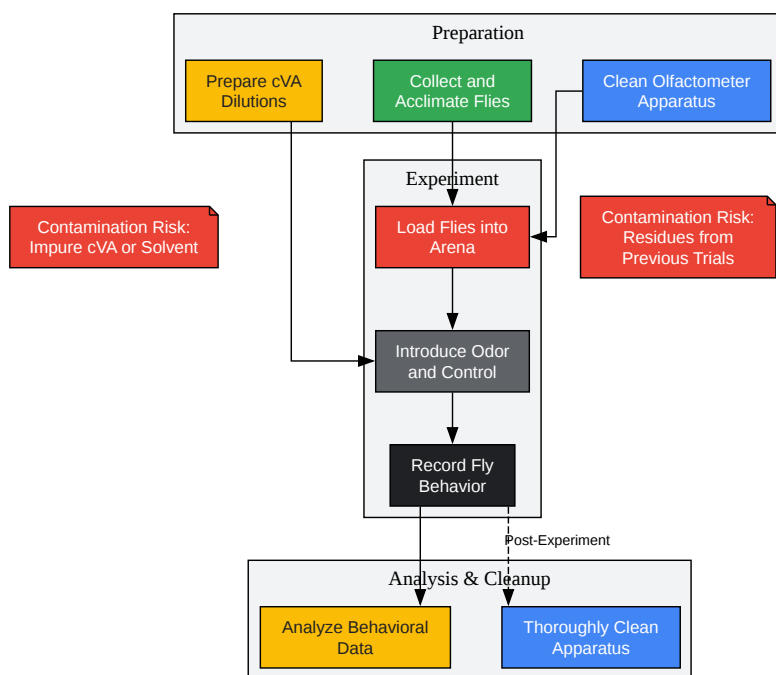 Preparation
Prepare cVA
Dilutions
Collect and
Acclimate Flies
Clean Olfactometer
Apparatus
Experiment
Contamination Risk:
Impure cVA or Solvent
Load Flies into
Arena
Contamination Risk:
Residues from
Previous Trials
Introduce Odor
and Control
Record Fly
Behavior
Post-Experiment
Analysis & Cleanup
Analyze Behavioral
Data
Thoroughly Clean
Apparatus